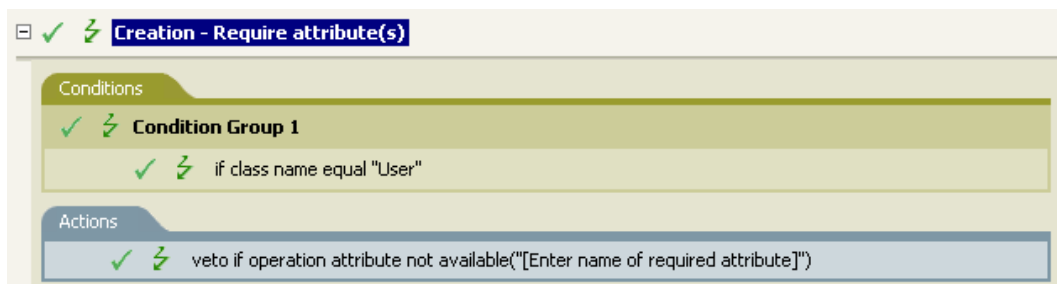 Creation - Require attribute(s)
Conditions
Condition Group 1
if class name equal "User"
Actions
veto if operation attribute not available("[Enter name of required attribute]")